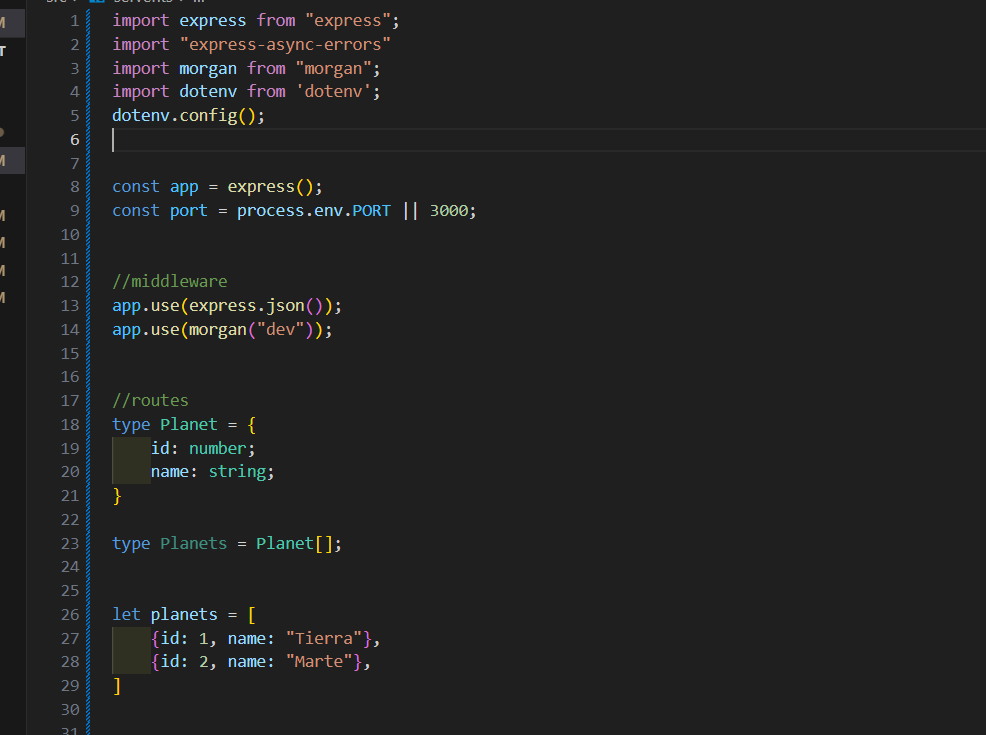 1 import express from "express";
2 import "express-async-errors"
3 import morgan from "morgan";
4 import dotenv from 'dotenv';
5 dotenv.config();
6
7
8 const app = express();
9 const port = process.env.PORT || 3000;
10
11
12 //middleware
13 app.use(express.json());
14 app.use(morgan("dev"));
15
16
17 //routes
18 type Planet = {
19 id: number;
20 name: string;
21 }
22
23 type Planets = Planet[];
24
25
26 let planets = [
27 {id: 1, name: "Tierra"},
28 {id: 2, name: "Marte"},
29 ]
30
31